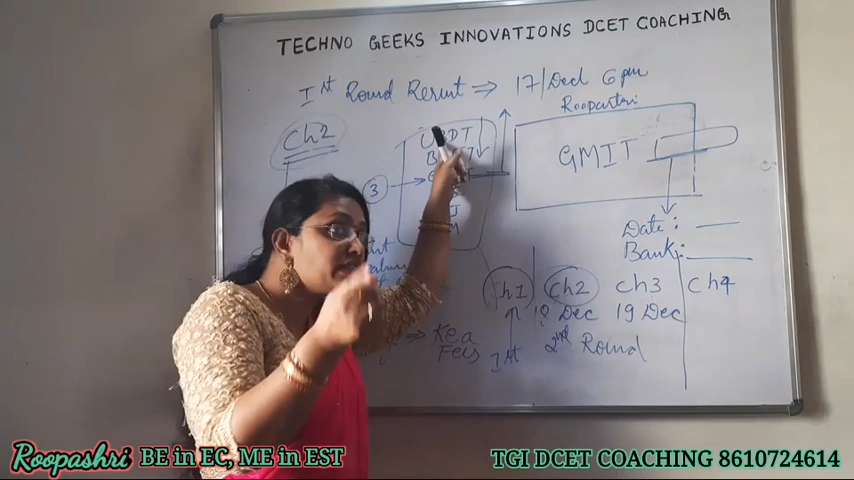 TECHNO GEEKS INNOVATIONS DCET COACHING
Ist Round Result ⇒ 17/Dec 6pm
Roopashri
Ch2
UBDT
GMIT
3
Date:
Bank:
Ch1 Ch2 Ch3 Ch4
Dec 19 Dec
⇒ Kea
Fees
Ist
2nd Round
Roopashri BE in EC, ME in EST
TGI DCET COACHING 8610724614